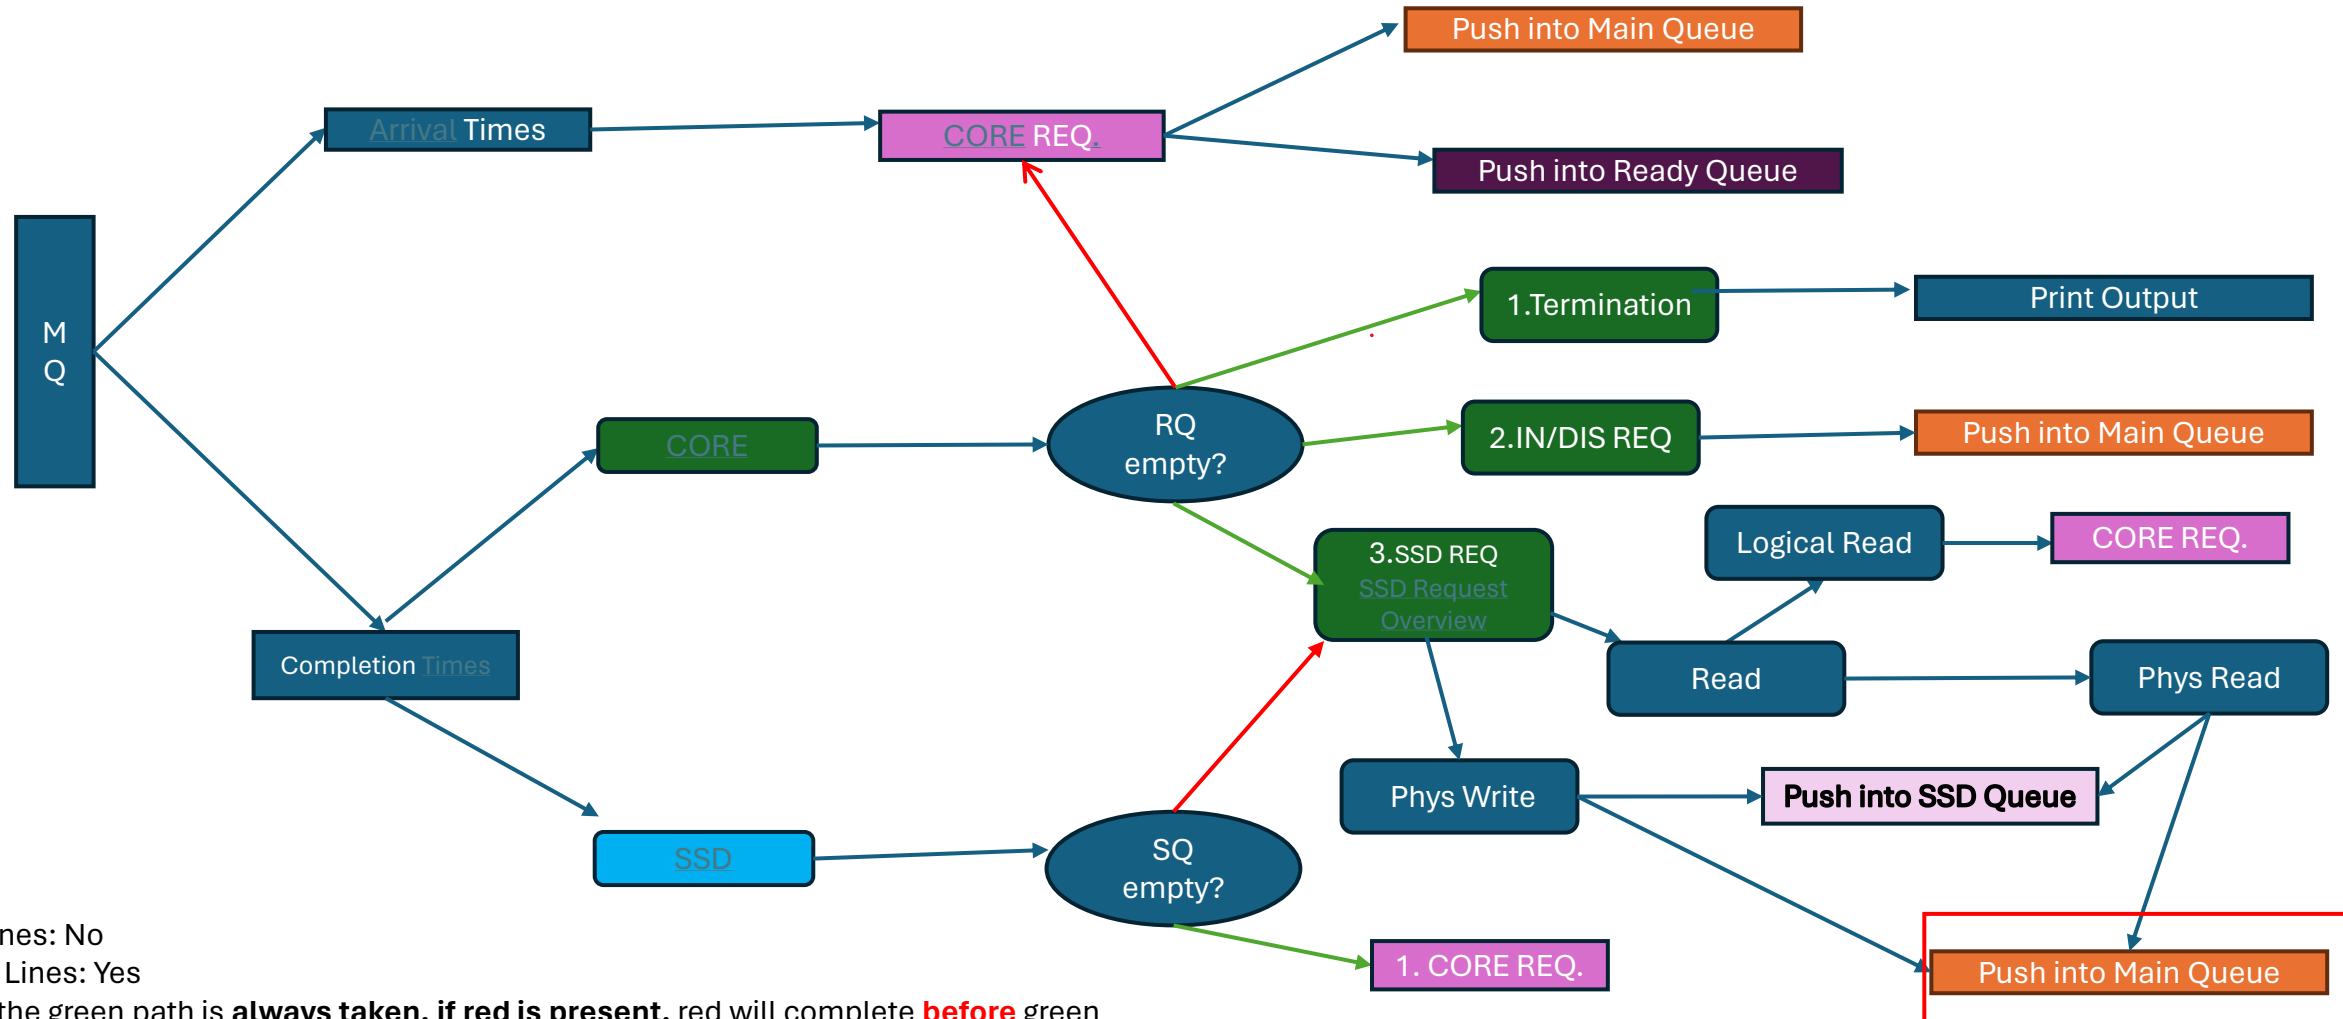 Push into Main Queue
Arrival Times
CORE REQ.
Push into Ready Queue
M
Q
1.Termination
Print Output
CORE
RQ
empty?
2.IN/DIS REQ
Push into Main Queue
3.SSD REQ
SSD Request
Overview
Logical Read
CORE REQ.
Completion Times
Read
Phys Read
Phys Write
Push into SSD Queue
SSD
SQ
empty?
1. CORE REQ.
Push into Main Queue
: No
Lines: Yes
the green path is always taken, if red is present, red will complete before green